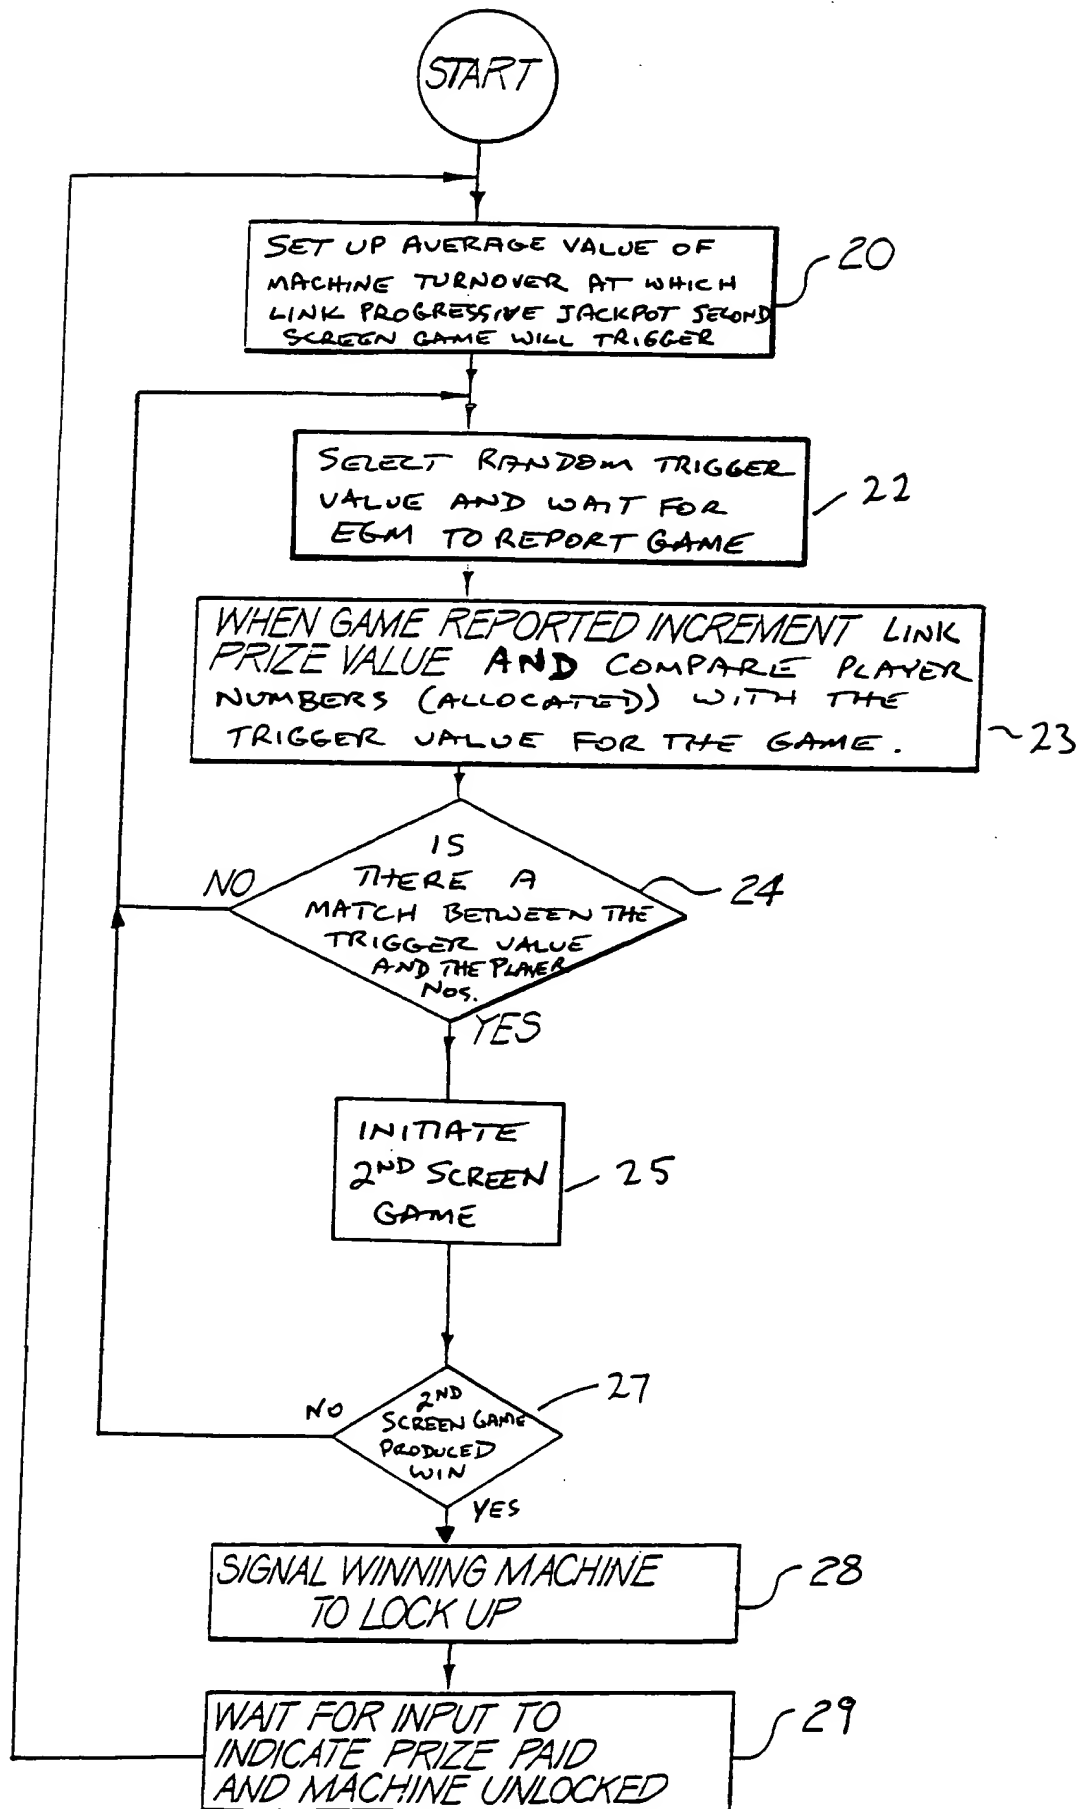 START
SET UP AVERAGE VALUE OF
MACHINE TURNOVER AT WHICH
LINK PROGRESSIVE JACKPOT SECOND
SCREEN GAME WILL TRIGGER
20
SELECT RANDOM TRIGGER
VALUE AND WAIT FOR
EGM TO REPORT GAME
22
WHEN GAME REPORTED INCREMENT LINK
PRIZE VALUE AND COMPARE PLAYER
NUMBERS (ALLOCATED) WITH THE
TRIGGER VALUE FOR THE GAME.
23
IS
THERE A
MATCH BETWEEN THE
TRIGGER VALUE
AND THE PLAYER
NOS.
24
NO
YES
INITIATE
2ND SCREEN
GAME
25
2ND
SCREEN GAME
PRODUCED
WIN
27
NO
YES
SIGNAL WINNING MACHINE
TO LOCK UP
28
WAIT FOR INPUT TO
INDICATE PRIZE PAID
AND MACHINE UNLOCKED
29